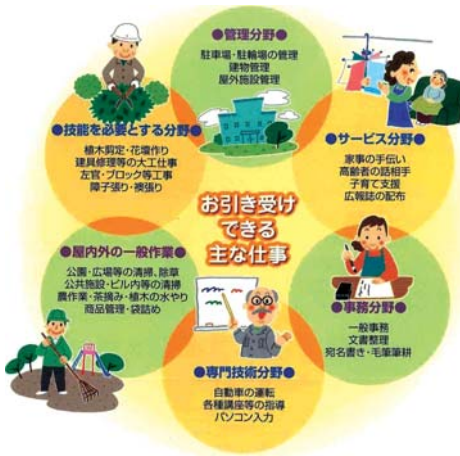 ●管理分野●
駐車場・駐輪場の管理
建物管理
屋外施設管理
●技能を必要とする分野●
植木剪定・花壇作り
建具修理等の大工仕事
左官・ブロック等工事
障子張り・襖張り
●サービス分野●
家事の手伝い
高齢者の話相手
子育て支援
広報誌の配布
お引き受け
できる
主な仕事
●屋内外の一般作業●
公園・広場等の清掃、除草
公共施設・ビル内等の清掃
農作業・茶摘み・植木の水やり
商品管理・袋詰め
●事務分野●
一般事務
文書整理
宛名書き・毛筆筆耕
●専門技術分野●
自動車の運転
各種講座等の指導
パソコン入力